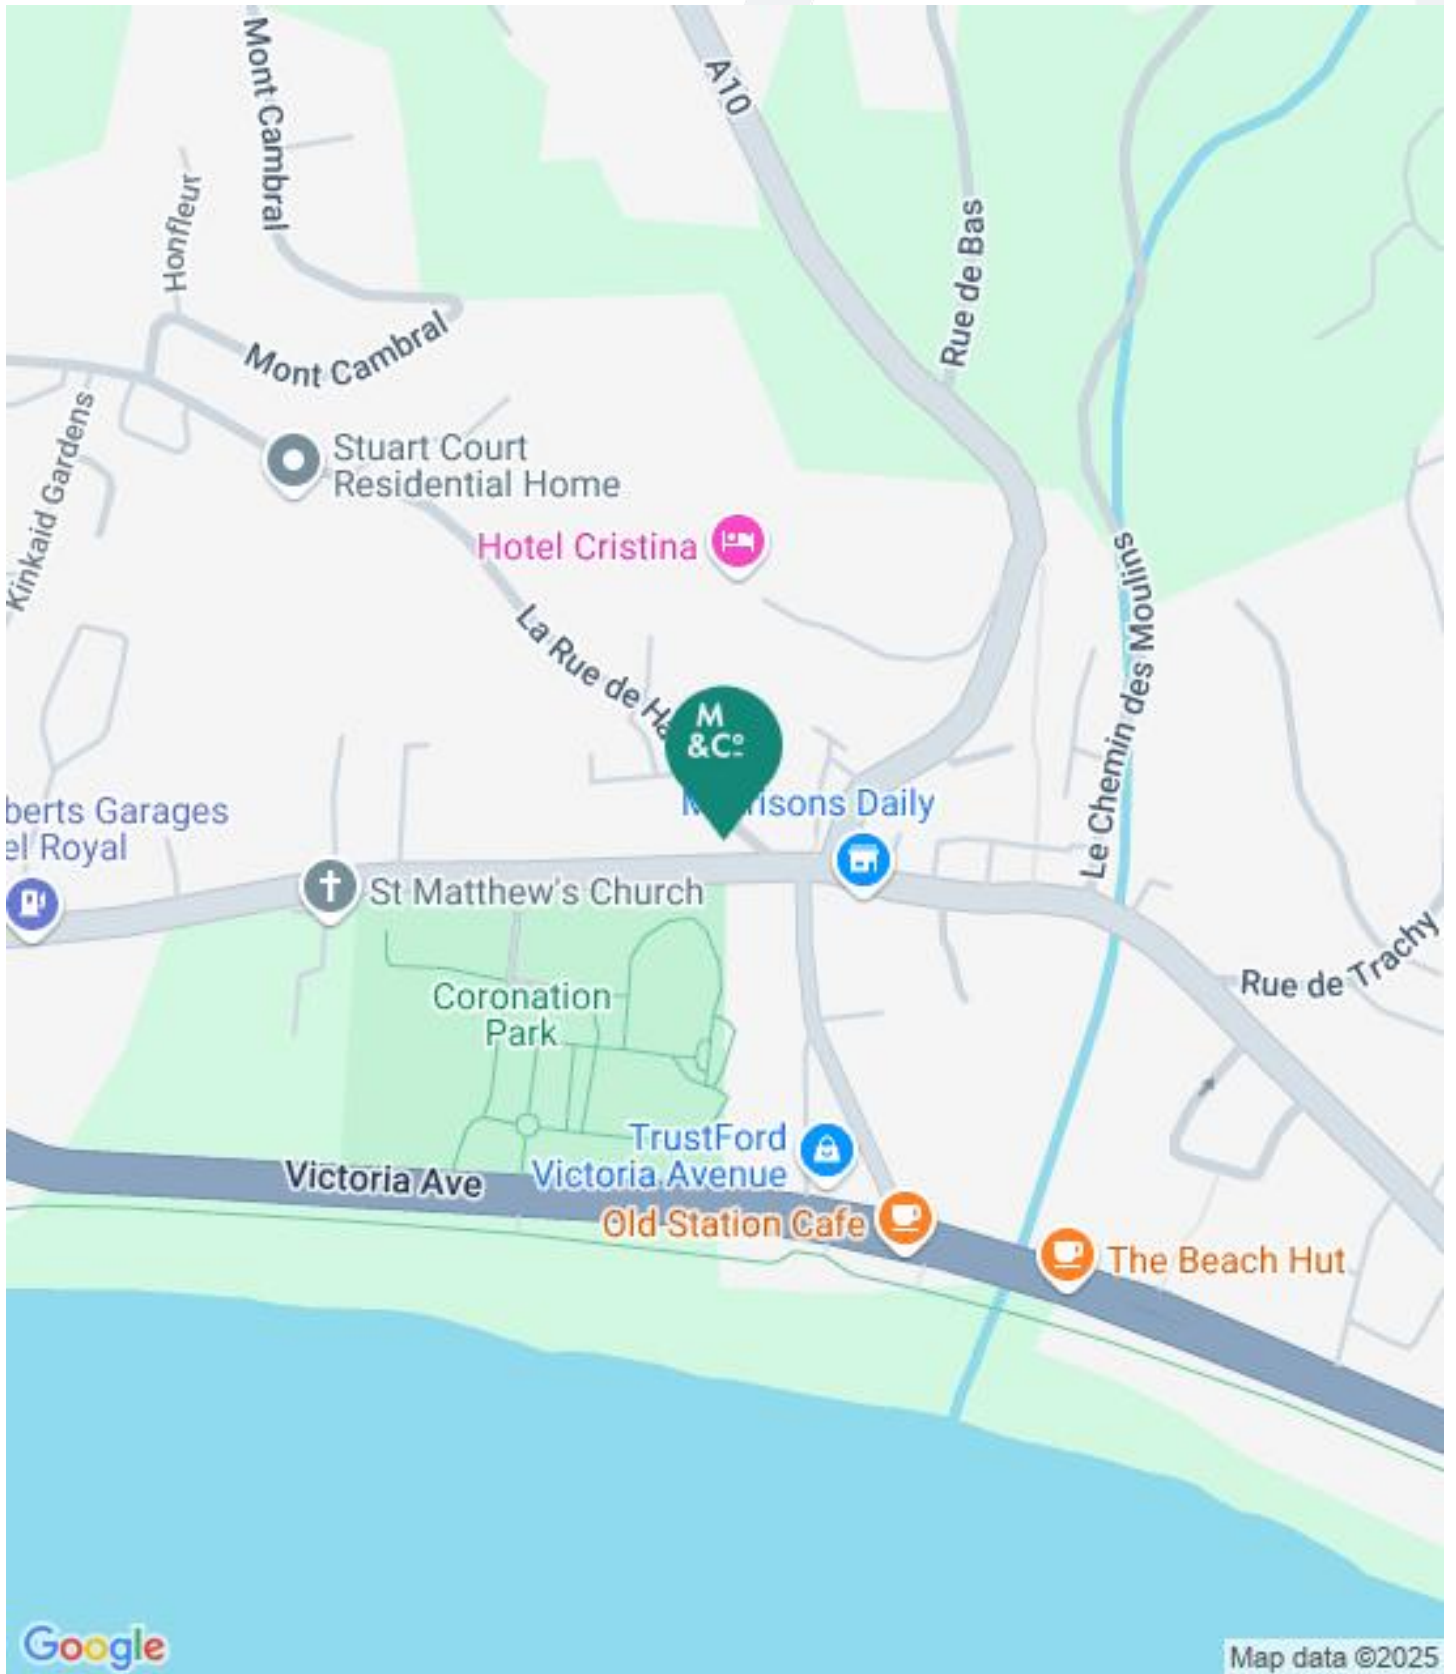 Mont Cambral
A10
Honfleur
Rue de Bas
Mont Cambral
Kinkaid Gardens
Stuart Court
Residential Home
Hotel Cristina
Le Chemin des Moulins
La Rue de Ha
M
&Co
M
risons Daily
berts Garages
el Royal
St Matthew's Church
Rue de Trachy
Coronation
Park
TrustFord
Victoria Avenue
Victoria Ave
Old Station Cafe
The Beach Hut
Google
Map data ©2025